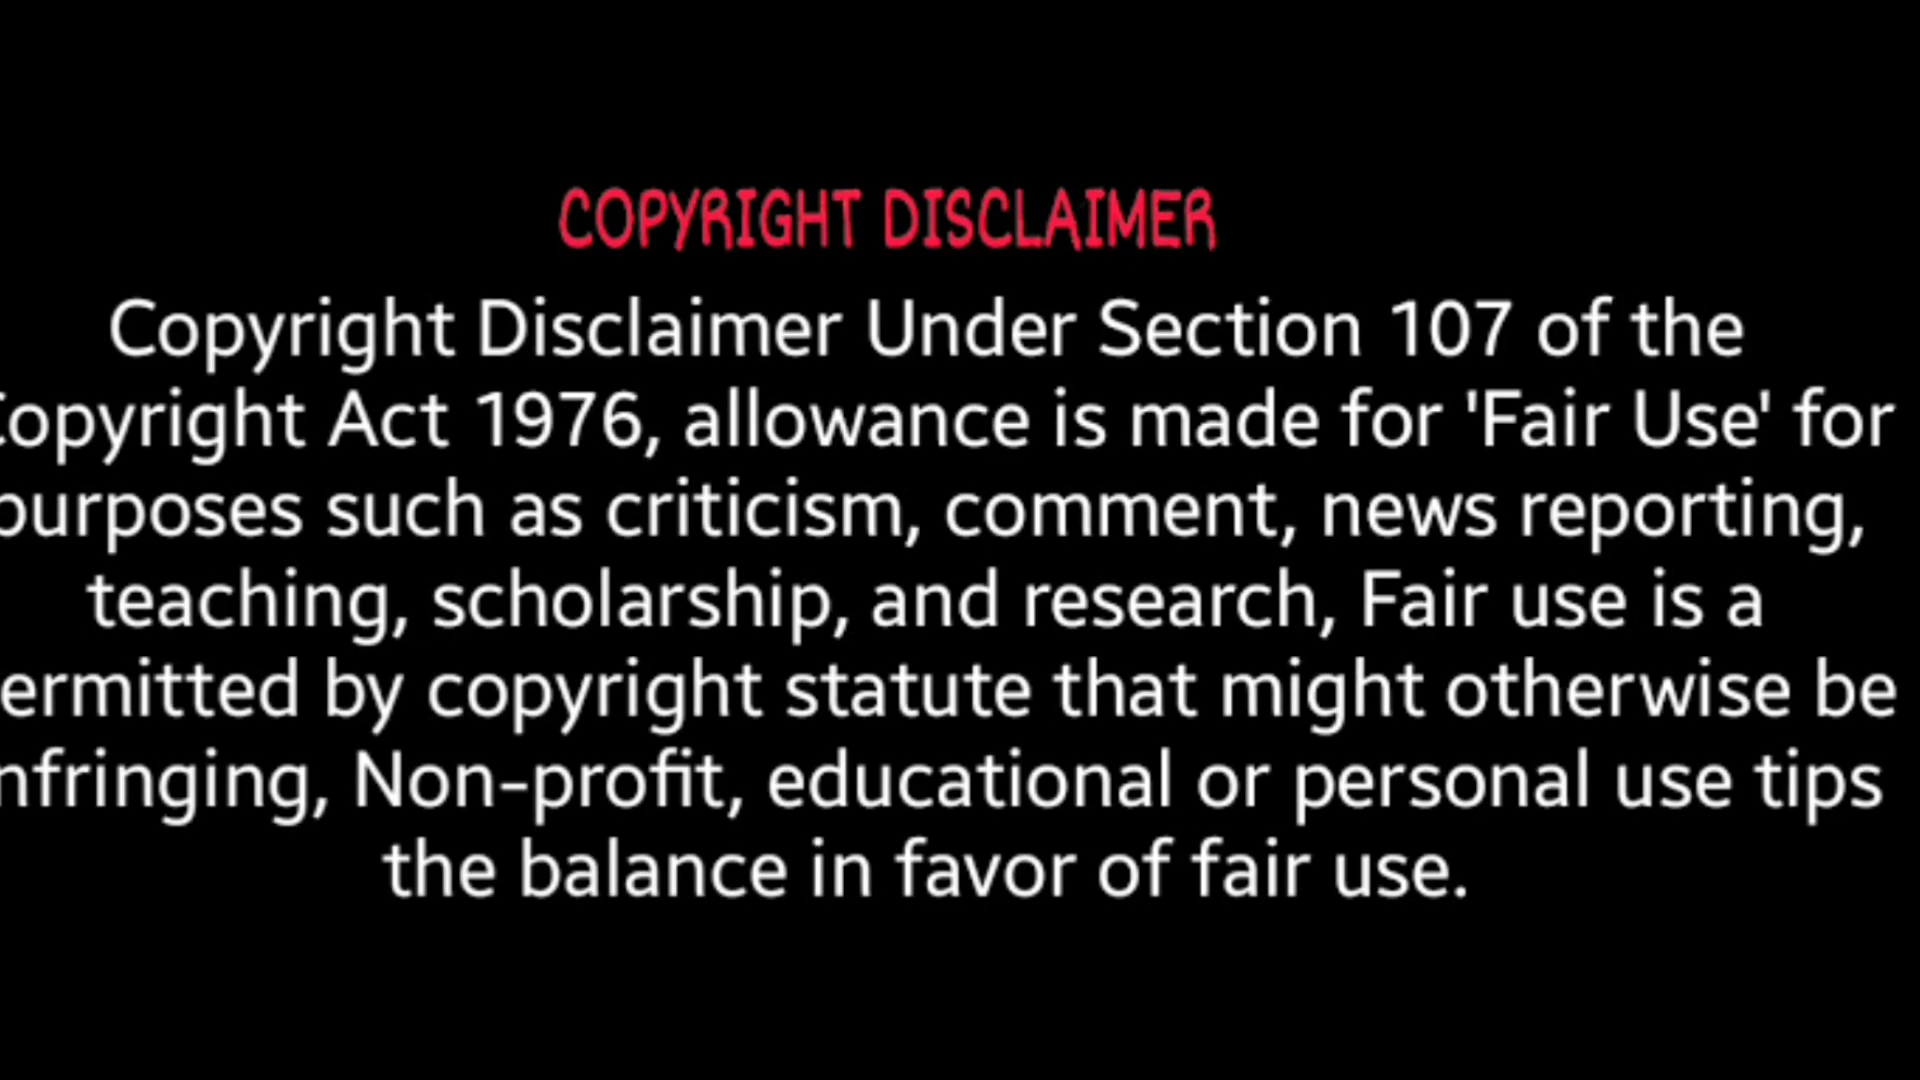 COPYRIGHT DISCLAIMER
Copyright Disclaimer Under Section 107 of the
Copyright Act 1976, allowance is made for 'Fair Use' for
purposes such as criticism, comment, news reporting,
teaching, scholarship, and research, Fair use is a
ermitted by copyright statute that might otherwise be
nfringing, Non-profit, educational or personal use tips
the balance in favor of fair use.